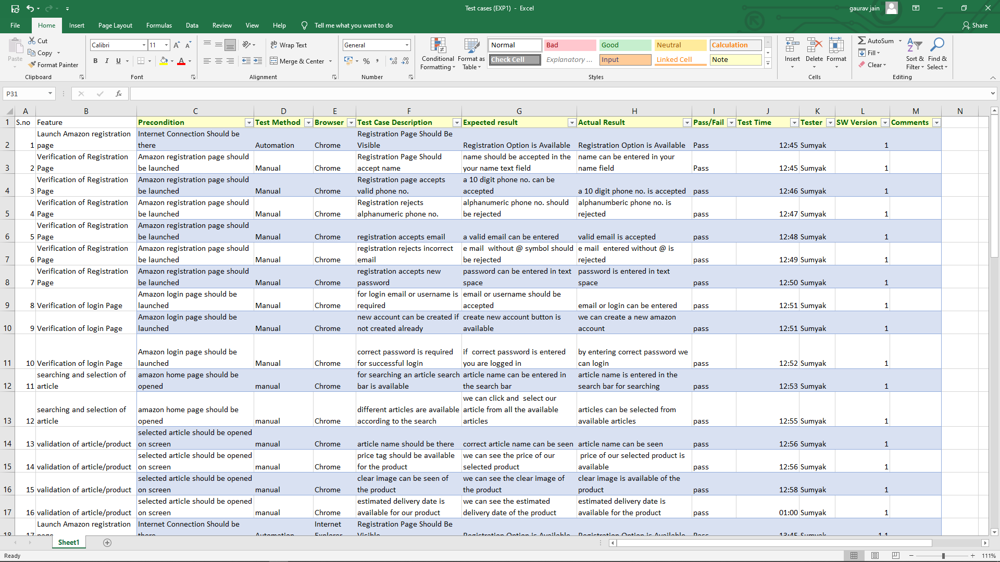 Test cases (EXP1) - Excel
gaurav jain
File Home Insert Page Layout Formulas Data Review View Help Tell me what you want to do Share
Paste
Cut
Copy
Format Painter
Clipboard
Calibri 11
B I U
Font
Wrap Text
Merge & Center
Alignment
General
Number
Conditional Formatting
Format as Table
Normal Bad Good Neutral Calculation
Check Cell Explanatory ... Input Linked Cell Note
Styles
Insert Delete Format
Cells
AutoSum
Fill
Clear
Sort & Filter
Find & Select
Editing
P31
fx
A B C D E F G H I J K L M N
1 S.no Feature Precondition Test Method Browser Test Case Description Expected result Actual Result Pass/Fail Test Time Tester SW Version Comments
2 1 Launch Amazon registration page Internet Connection Should be there Automation Chrome Registration Page Should Be Visible Registration Option is Available Registration Option is Available Pass 12:45 Sumyak 1
3 2 Verification of Registration Page Amazon registration page should be launched Manual Chrome Registration Page Should accept name name should be accepted in the your name text field name can be entered in your name field Pass 12:45 Sumyak 1
4 3 Verification of Registration Page Amazon registration page should be launched Manual Chrome Registration page accepts valid phone no. a 10 digit phone no. can be accepted a 10 digit phone no. is accepted pass 12:46 Sumyak 1
5 4 Verification of Registration Page Amazon registration page should be launched Manual Chrome Registration rejects alphanumeric phone no. alphanumeric phone no. should be rejected alphanumberic phone no. is rejected pass 12:47 Sumyak 1
6 5 Verification of Registration Page Amazon registration page should be launched Manual Chrome registration accepts email a valid email can be entered valid email is accepted pass 12:48 Sumyak 1
7 6 Verification of Registration Page Amazon registration page should be launched Manual Chrome registration rejects incorrect email e mail  without @ symbol should be rejected e mail  entered without @ is rejected pass 12:49 Sumyak 1
8 7 Verification of Registration Page Amazon registration page should be launched Manual Chrome registration accepts new password password can be entered in text space password is entered in text space pass 12:50 Sumyak 1
9 8 Verification of login Page Amazon login page should be launched Manual Chrome for login email or username is required email or username should be accepted email or login can be entered pass 12:51 Sumyak 1
10 9 Verification of login Page Amazon login page should be launched Manual Chrome new account can be created if not created already create new account button is available we can create a new amazon account pass 12:51 Sumyak 1
11 10 Verification of login Page Amazon login page should be launched Manual Chrome correct password is required for successful login if  correct password is entered you are logged in by entering correct password we can login pass 12:52 Sumyak 1
12 11 searching and selection of article amazon home page should be opened manual Chrome for searching an article search bar is available article name can be entered in the search bar article name is entered in the search bar for searching pass 12:53 Sumyak 1
13 12 searching and selection of article amazon home page should be opened manual Chrome different articles are available according to the search we can click and  select our article from all the available articles articles can be selected from available articles pass 12:55 Sumyak 1
14 13 validation of article/product selected article should be opened on screen manual Chrome article name should be there correct article name can be seen article name can be seen pass 12:56 Sumyak 1
15 14 validation of article/product selected article should be opened on screen manual Chrome price tag should be available for the product we can see the price of our selected product price of our selected product is available pass 12:56 Sumyak 1
16 15 validation of article/product selected article should be opened on screen manual Chrome clear image can be seen of the product we can see the clear image of the product clear image is available of the product pass 12:58 Sumyak 1
17 16 validation of article/product selected article should be opened on screen manual Chrome estimated delivery date is available for our product we can see the estimated delivery date of the product estimated delivery date is available for the product pass 01:00 Sumyak 1
18 17 Launch Amazon registration page Internet Connection Should be there Automation Internet Explorer Registration Page Should Be Visible Registration Option is Available Registration Option is Available Pass 13:45 Sumyak 1.1
Sheet1
Ready
111%